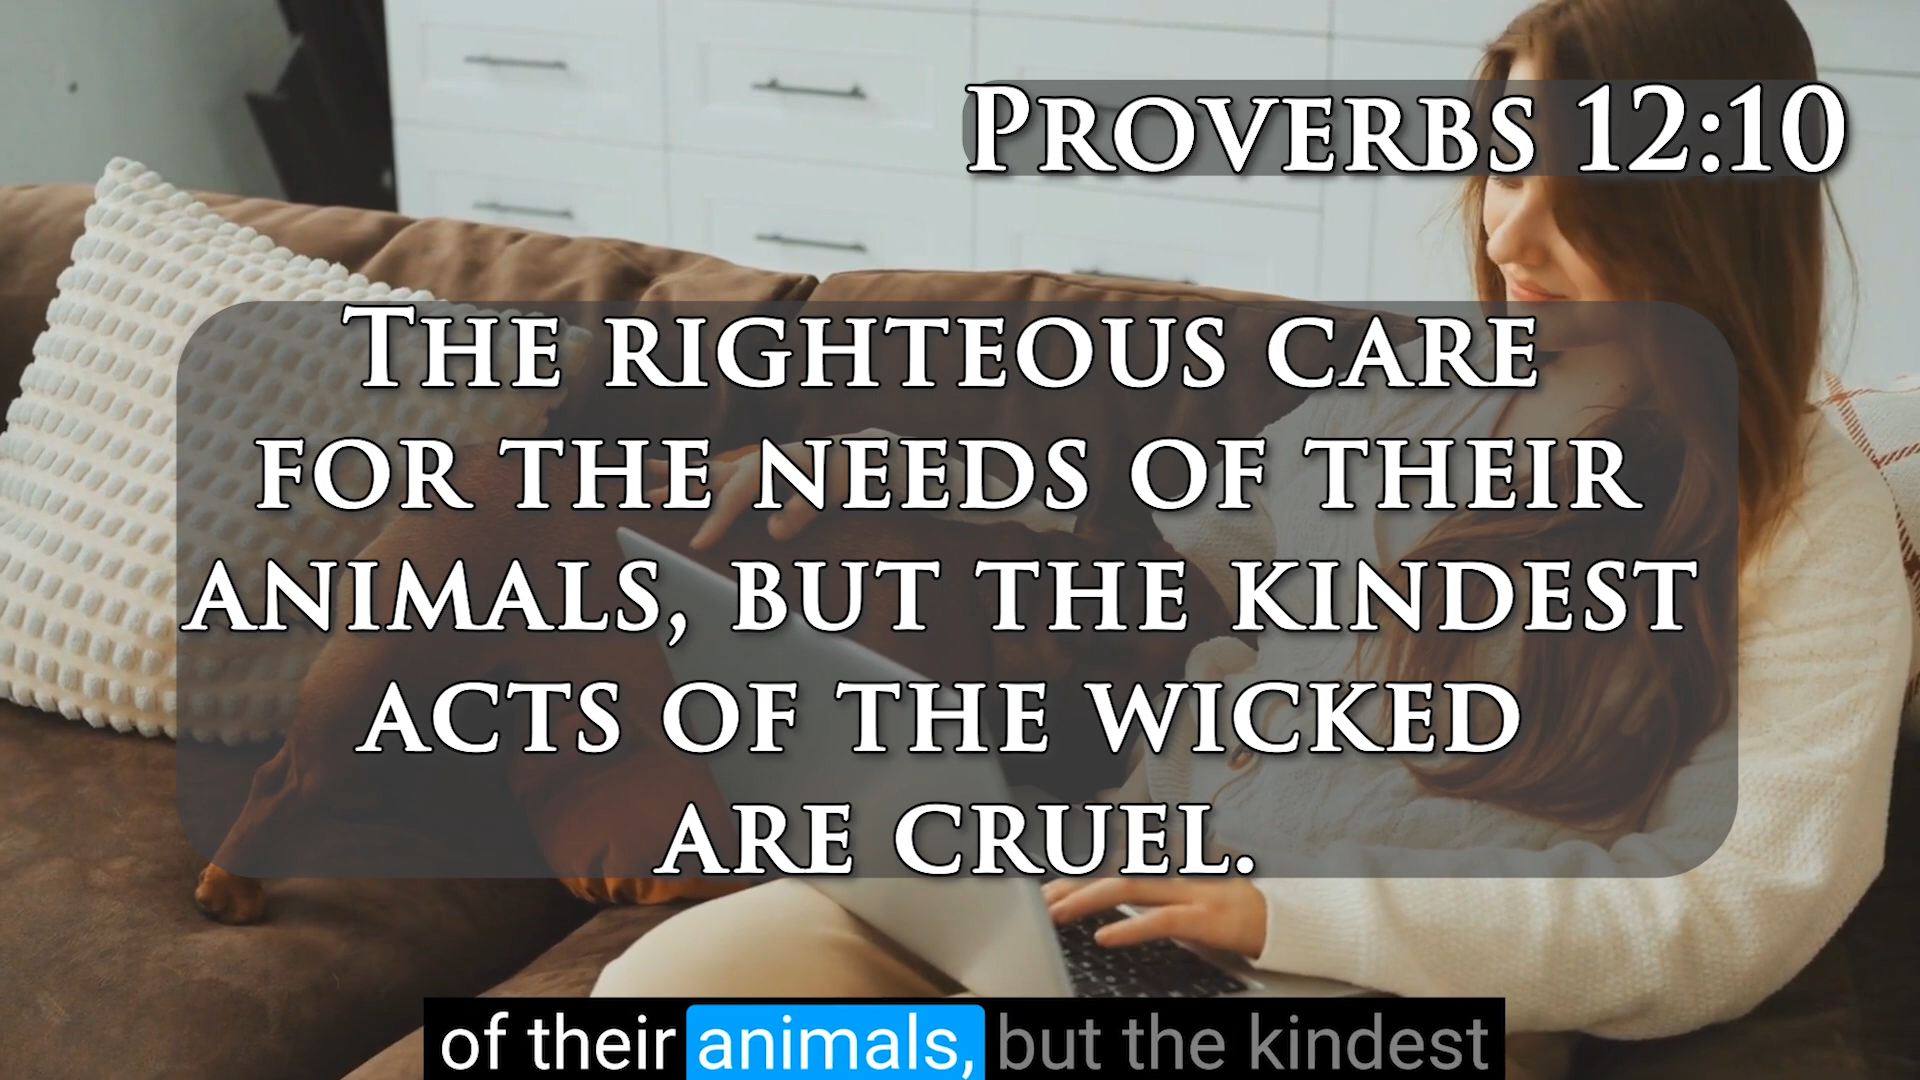 Proverbs 12:10
The righteous care
for the needs of their
animals, but the kindest
acts of the wicked
are cruel.
of their animals, but the kindest